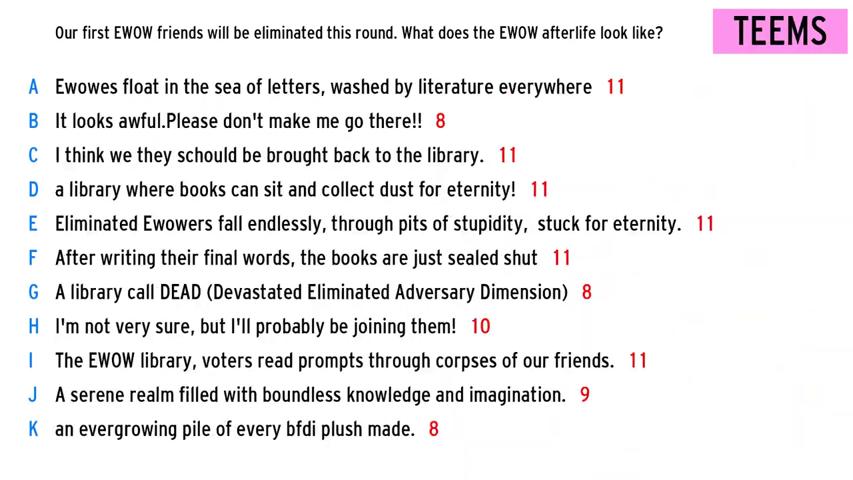 Our first EWOW friends will be eliminated this round. What does the EWOW afterlife look like?
TEEMS
A Ewowes float in the sea of letters, washed by literature everywhere 11
B It looks awful.Please don't make me go there!! 8
C I think we they schould be brought back to the library. 11
D a library where books can sit and collect dust for eternity! 11
E Eliminated Ewowers fall endlessly, through pits of stupidity, stuck for eternity. 11
F After writing their final words, the books are just sealed shut 11
G A library call DEAD (Devastated Eliminated Adversary Dimension) 8
H I'm not very sure, but I'll probably be joining them! 10
I The EWOW library, voters read prompts through corpses of our friends. 11
J A serene realm filled with boundless knowledge and imagination. 9
K an evergrowing pile of every bfdi plush made. 8